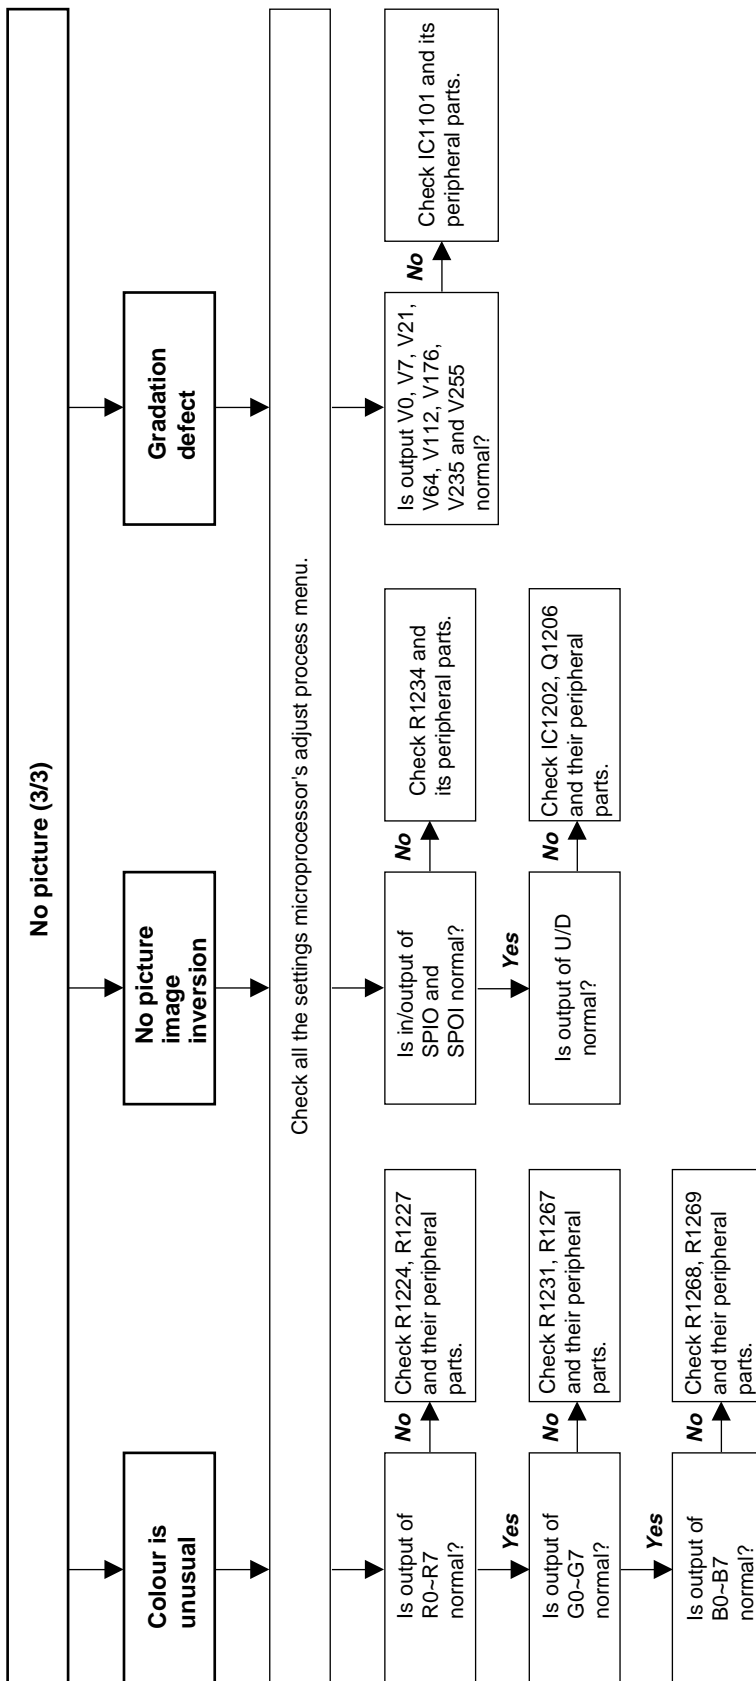 No picture (3/3)
Colour is
unusual
No picture
image
inversion
Gradation
defect
Check all the settings microprocessor's adjust process menu.
Is output of
R0~R7
normal?
No
Check R1224, R1227
and their peripheral
parts.
Yes
Is output of
G0~G7
normal?
No
Check R1231, R1267
and their peripheral
parts.
Yes
Is output of
B0~B7
normal?
No
Check R1268, R1269
and their peripheral
parts.
Is in/output of
SPIO and
SPOI normal?
No
Check R1234 and
its peripheral parts.
Yes
Is output of U/D
normal?
No
Check IC1202, Q1206
and their peripheral
parts.
Is output V0, V7, V21,
V64, V112, V176,
V235 and V255
normal?
No
Check IC1101 and its
peripheral parts.